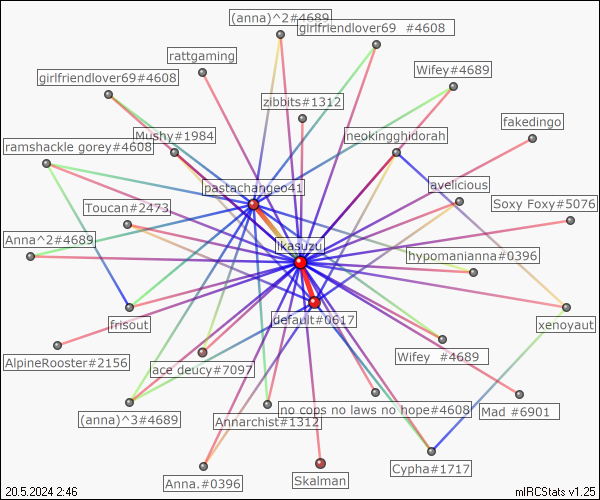 (anna)^2#4689
girlfriendlover69 #4608
rattgaming
Wifey#4689
girlfriendlover69#4608
zibbits#1312
fakedingo
Mushy#1984
neokingghidorah
ramshackle gorey#4608
pastachangeo41
avelicious
Toucan#2473
Soxy Foxy#5076
Anna^2#4689
ikasuzu
hypomanianna#0396
frisout
default#0617
xenoyaut
AlpineRooster#2156
ace deucy#7097
Wifey #4689
(anna)^3#4689
Annarchist#1312
no cops no laws no hope#4608
Mad #6901
Anna.#0396
Skalman
Cypha#1717
20.5.2024 2:46
mIRCStats v1.25